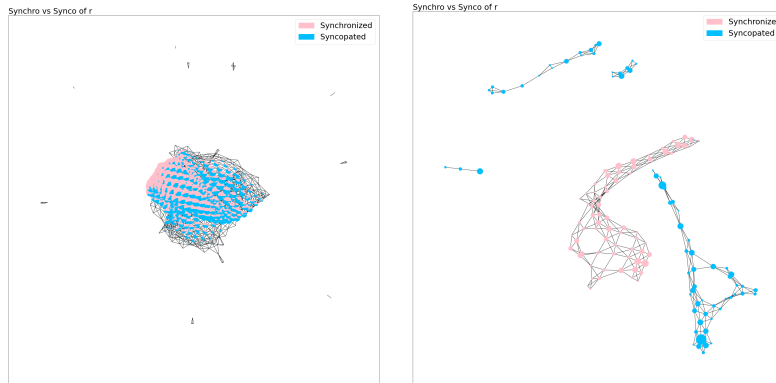 Synchro vs Synco of r
Synchronized
Syncopated
Synchro vs Synco of r
Synchronize
Syncopated